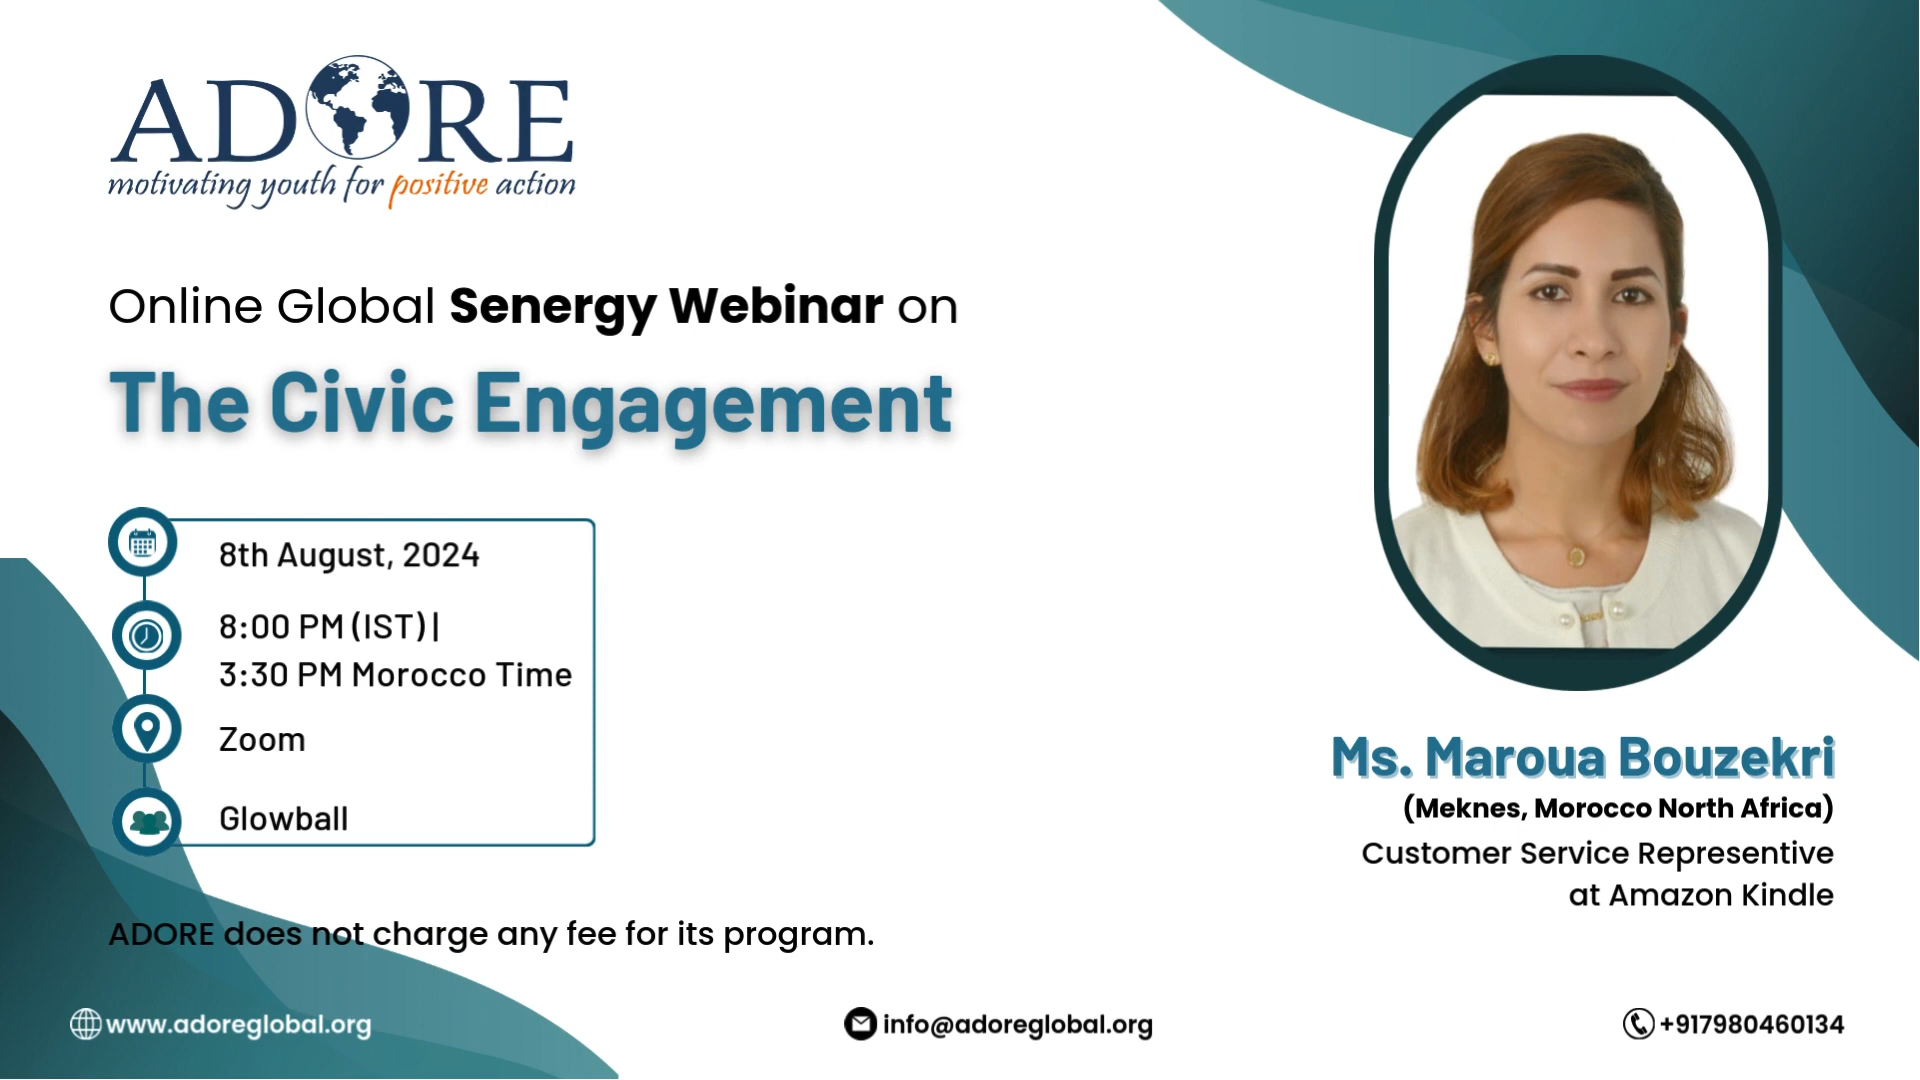 ADORE
motivating youth for positive action
Online Global Senergy Webinar on
The Civic Engagement
8th August, 2024
8:00 PM (IST) |
3:30 PM Morocco Time
Zoom
Glowball
ADORE does not charge any fee for its program.
Ms. Maroua Bouzekri
(Meknes, Morocco North Africa)
Customer Service Representive
at Amazon Kindle
www.adoreglobal.org
info@adoreglobal.org
+917980460134